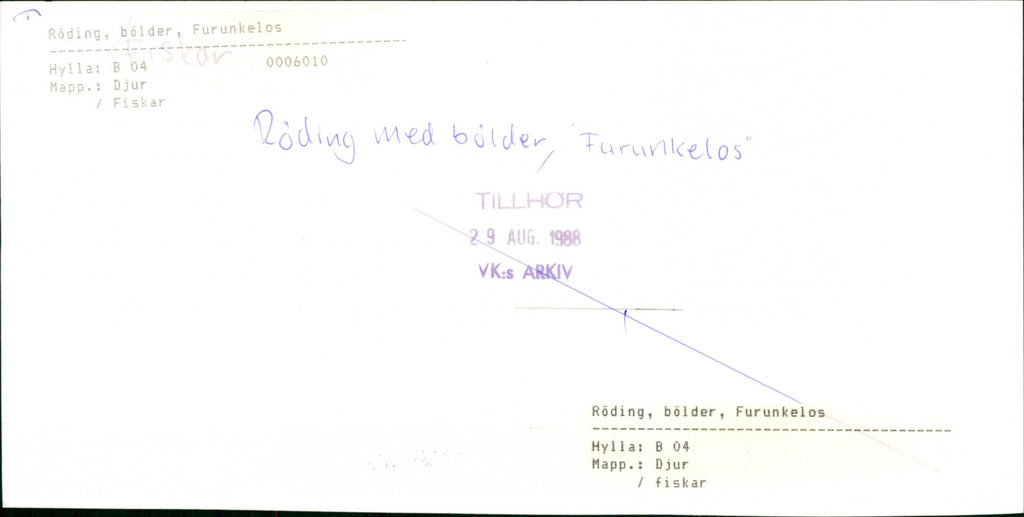 Röding, bölder, Furunkelos
Fiskar
Hylla: B 04 0006010
Mapp.: Djur
/ Fiskar
Röding med bölder, "Furunkelos"
TILLHÖR
29 AUG. 1988
VK:s ARKIV
Röding, bölder, Furunkelos
Hylla: B 04
Mapp.: Djur
/ fiskar